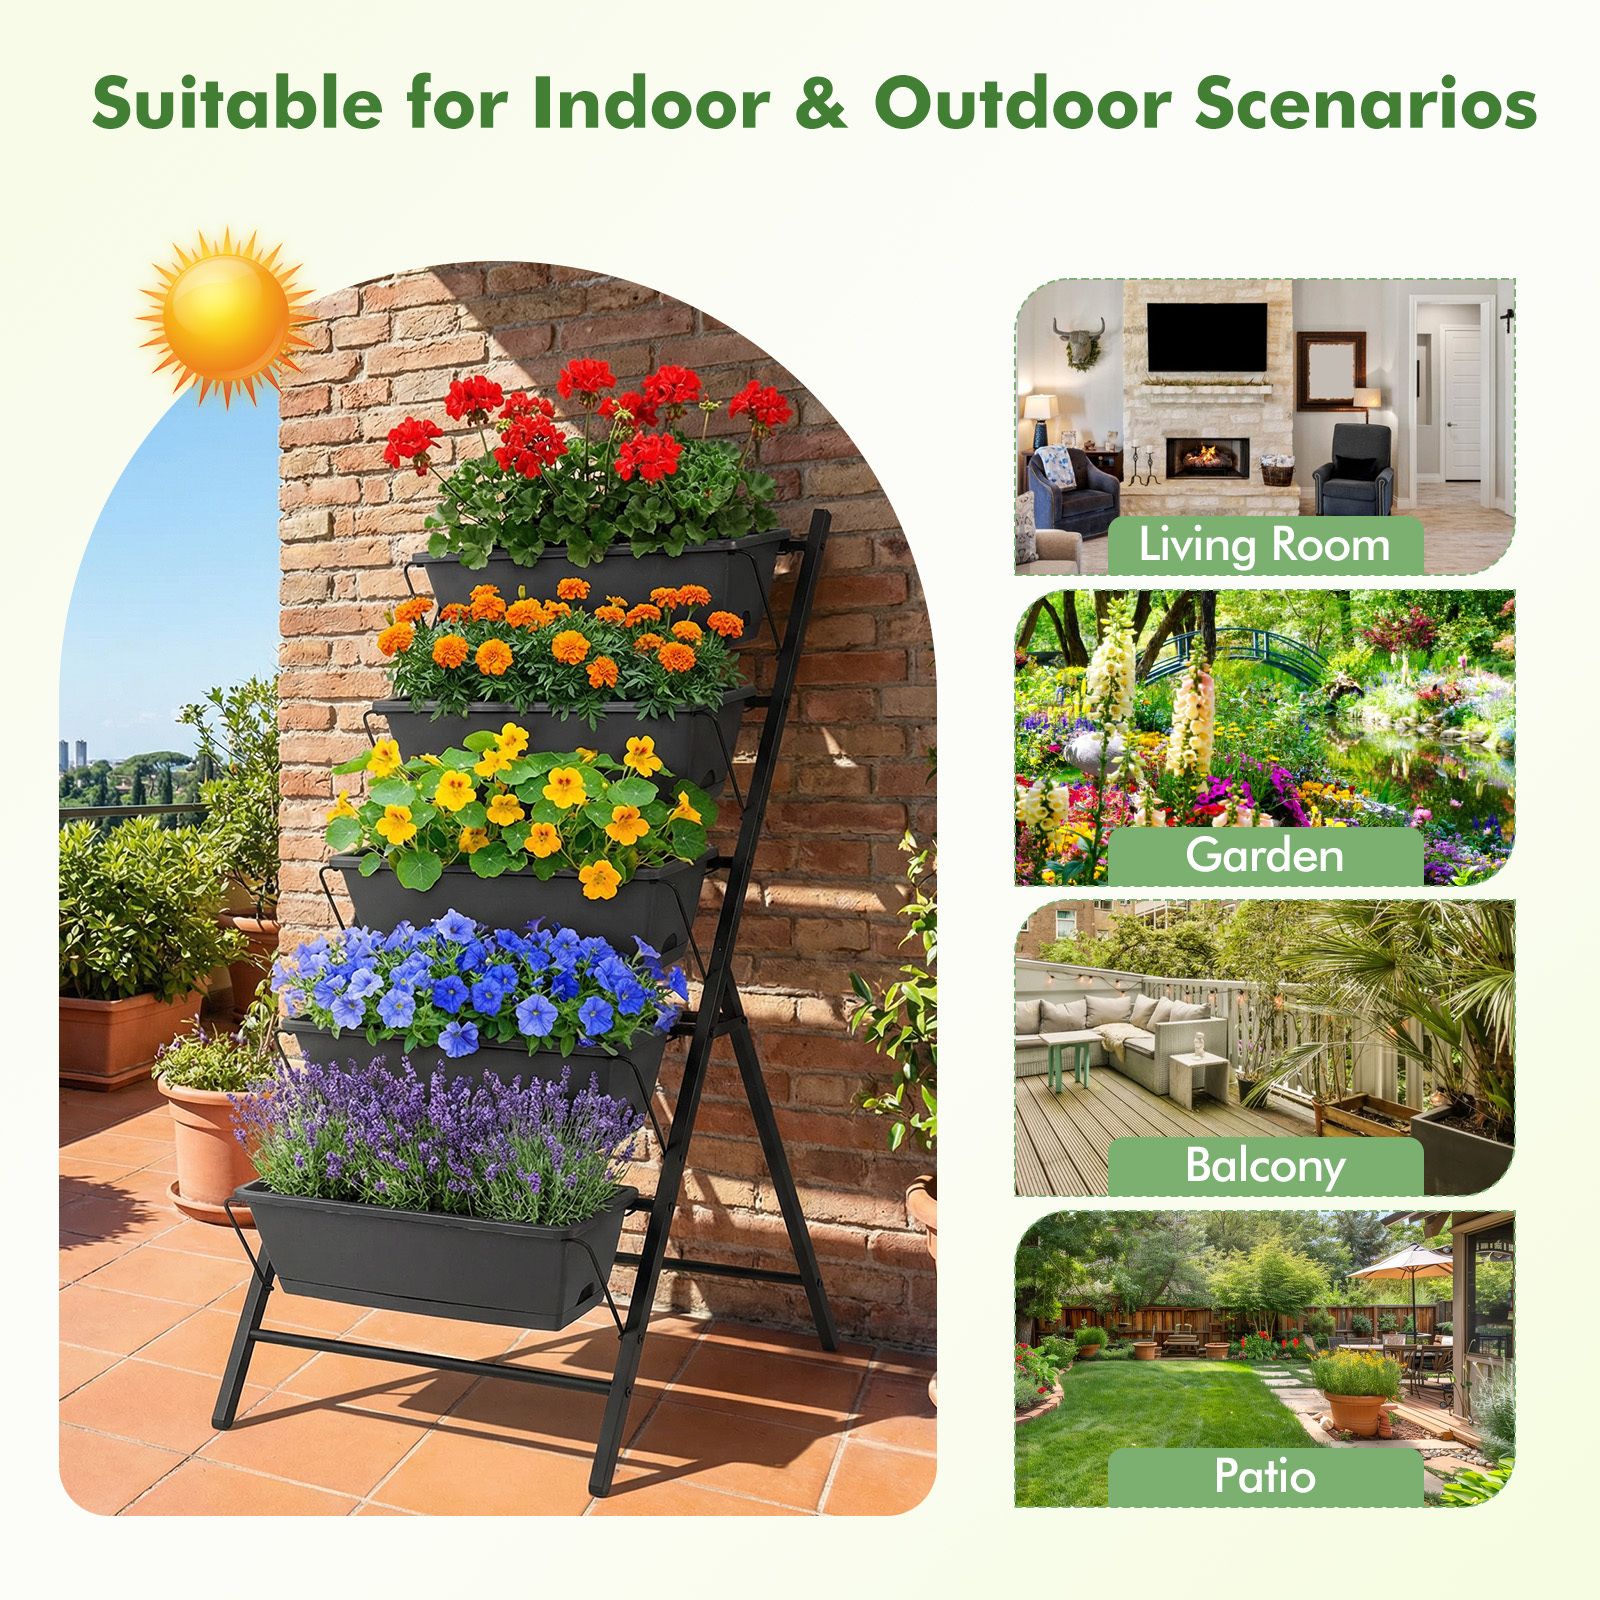 Suitable for Indoor & Outdoor Scenarios
Living Room
Garden
Balcony
Patio